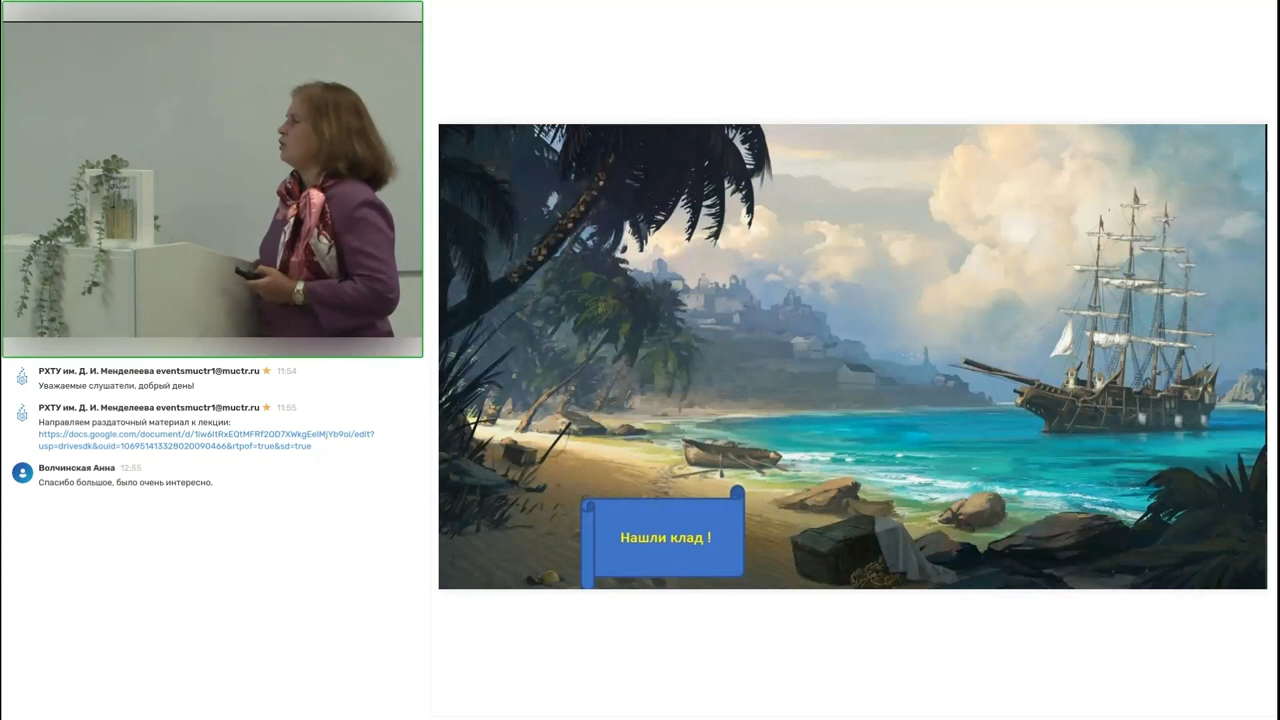 РХТУ им. Д. И. Менделеева eventsmuctr1@muctr.ru 11:54
Уважаемые слушатели, добрый день!
РХТУ им. Д. И. Менделеева eventsmuctr1@muctr.ru 11:55
Направляем раздаточный материал к лекции:
https://docs.google.com/document/d/1iw6ItRxEQtMFRf2OD7XWkgEeIMjYb9oI/edit?
usp=drivesdk&ouid=106951413328020090466&rtpof=true&sd=true
Волчинская Анна 12:55
Спасибо большое, было очень интересно.
Нашли клад !